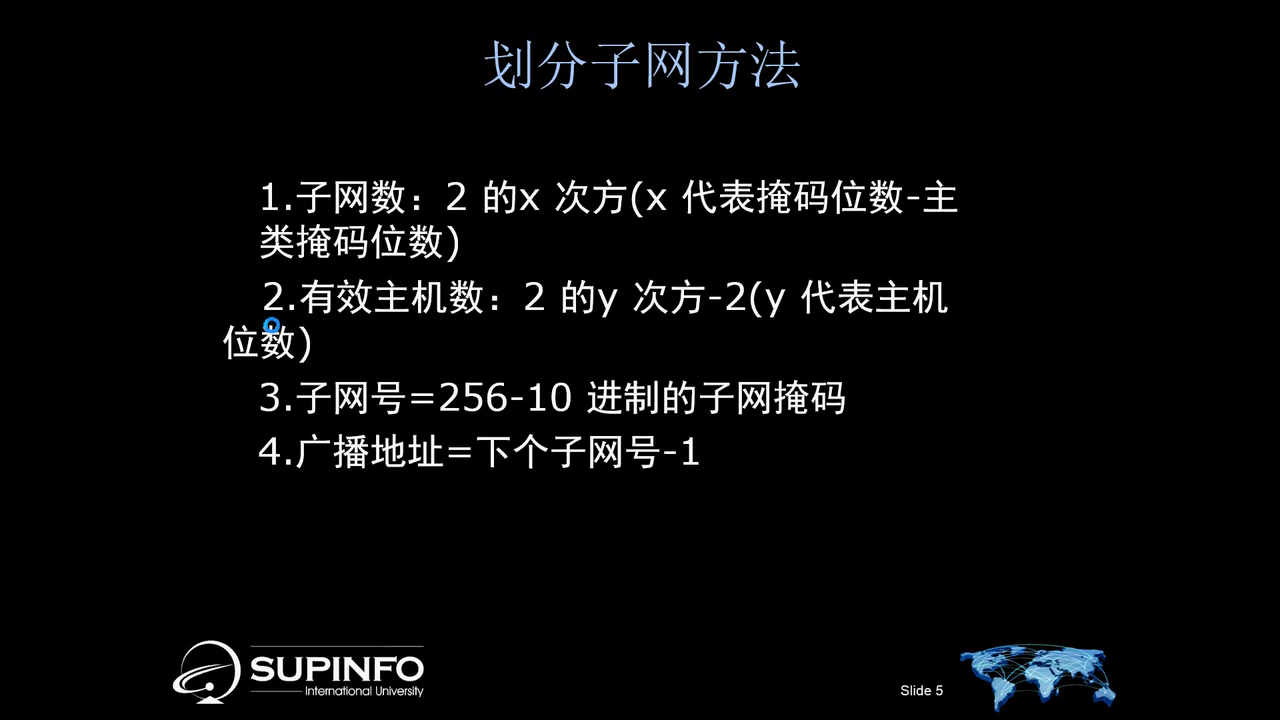 划分子网方法
1.子网数：2 的x 次方(x 代表掩码位数-主
类掩码位数)
2.有效主机数：2 的y 次方-2(y 代表主机
位数)
3.子网号=256-10 进制的子网掩码
4.广播地址=下个子网号-1
SUPINFO
International University
Slide 5